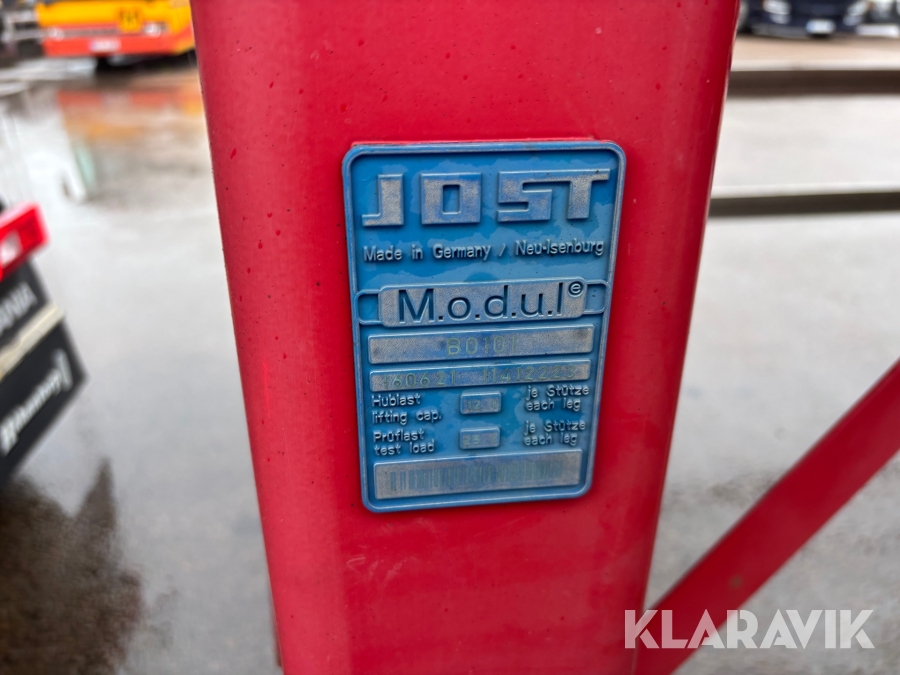 JOST
Made in Germany / Neu-Isenburg
M.o.d.u.l
B0101
Hublast je Stütze
lifting cap. each leg
Prüflast je Stütze
test load each leg
KLARAVIK